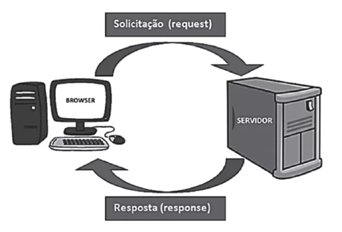 Solicitação (request)
BROWSER
SERVIDOR
Resposta (response)